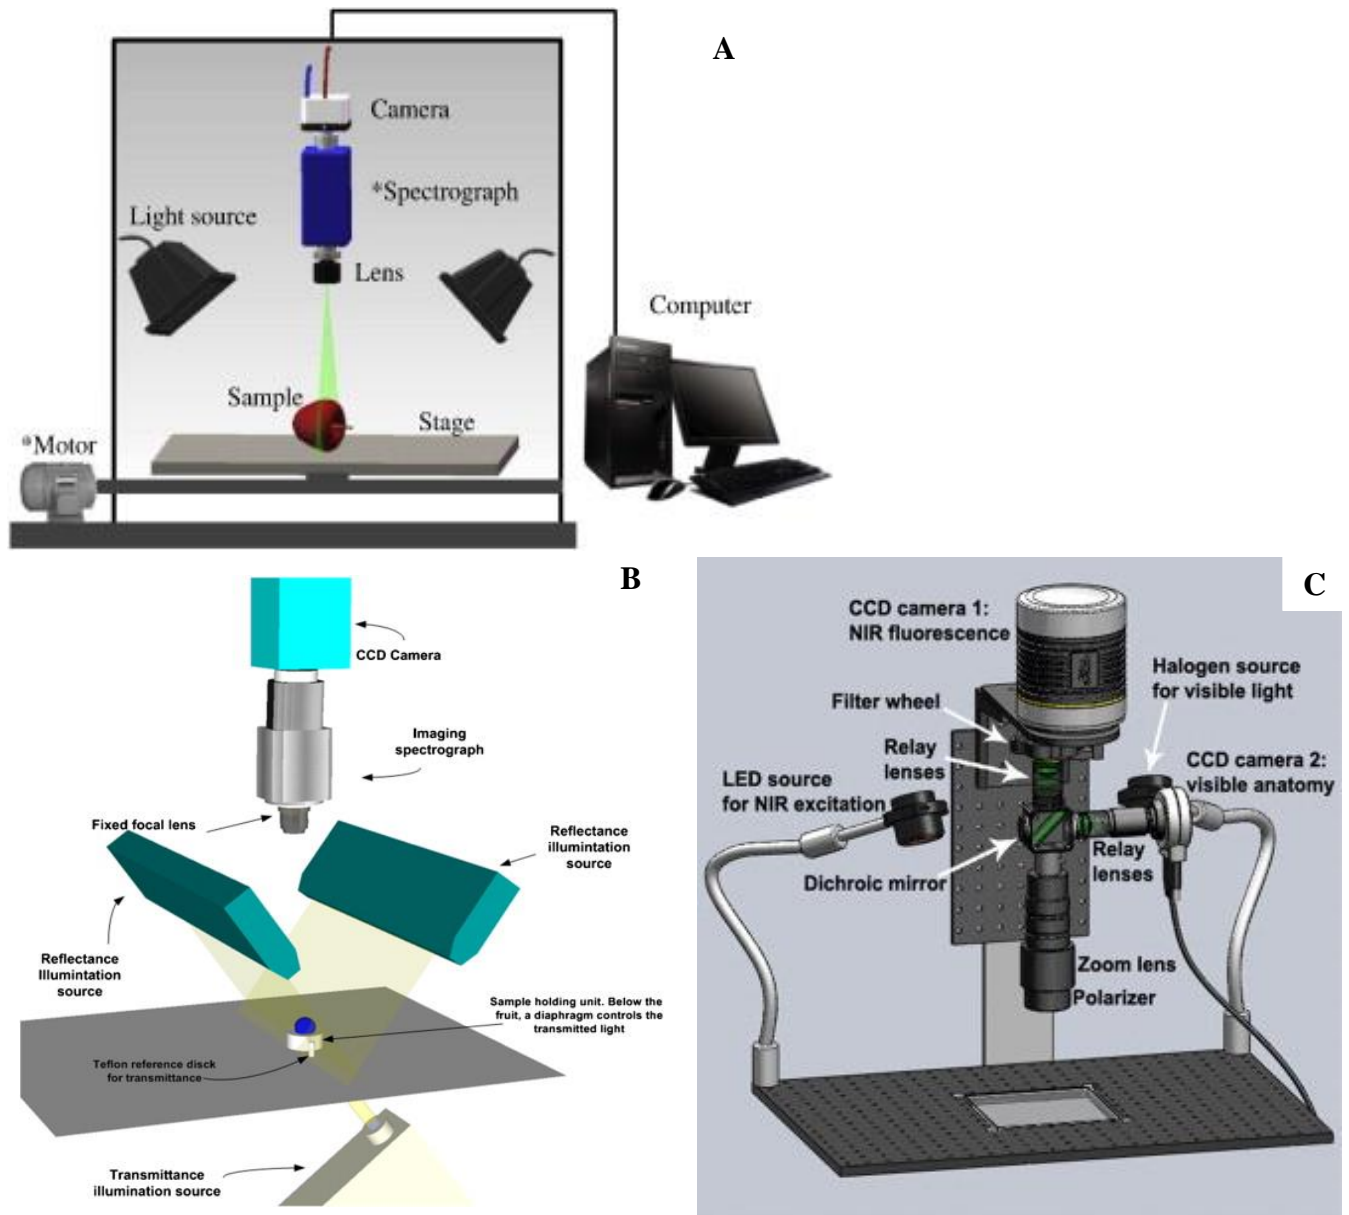 A
Camera
*Spectrograph
Light source
Lens
Computer
Sample
Stage
*Motor
B
CCD Camera
Imaging
spectrograph
Fixed focal lens
Reflectance
illumintation
source
Reflectance
Illumintation
source
Sample holding unit. Below the
fruit, a diaphragm controls the
transmitted light
Teflon reference disck
for transmittance
Transmittance
illumination source
C
CCD camera 1:
NIR fluorescence
Halogen source
for visible light
Filter wheel
Relay
lenses
CCD camera 2:
visible anatomy
LED source
for NIR excitation
Relay
lenses
Dichroic mirror
Zoom lens
Polarizer